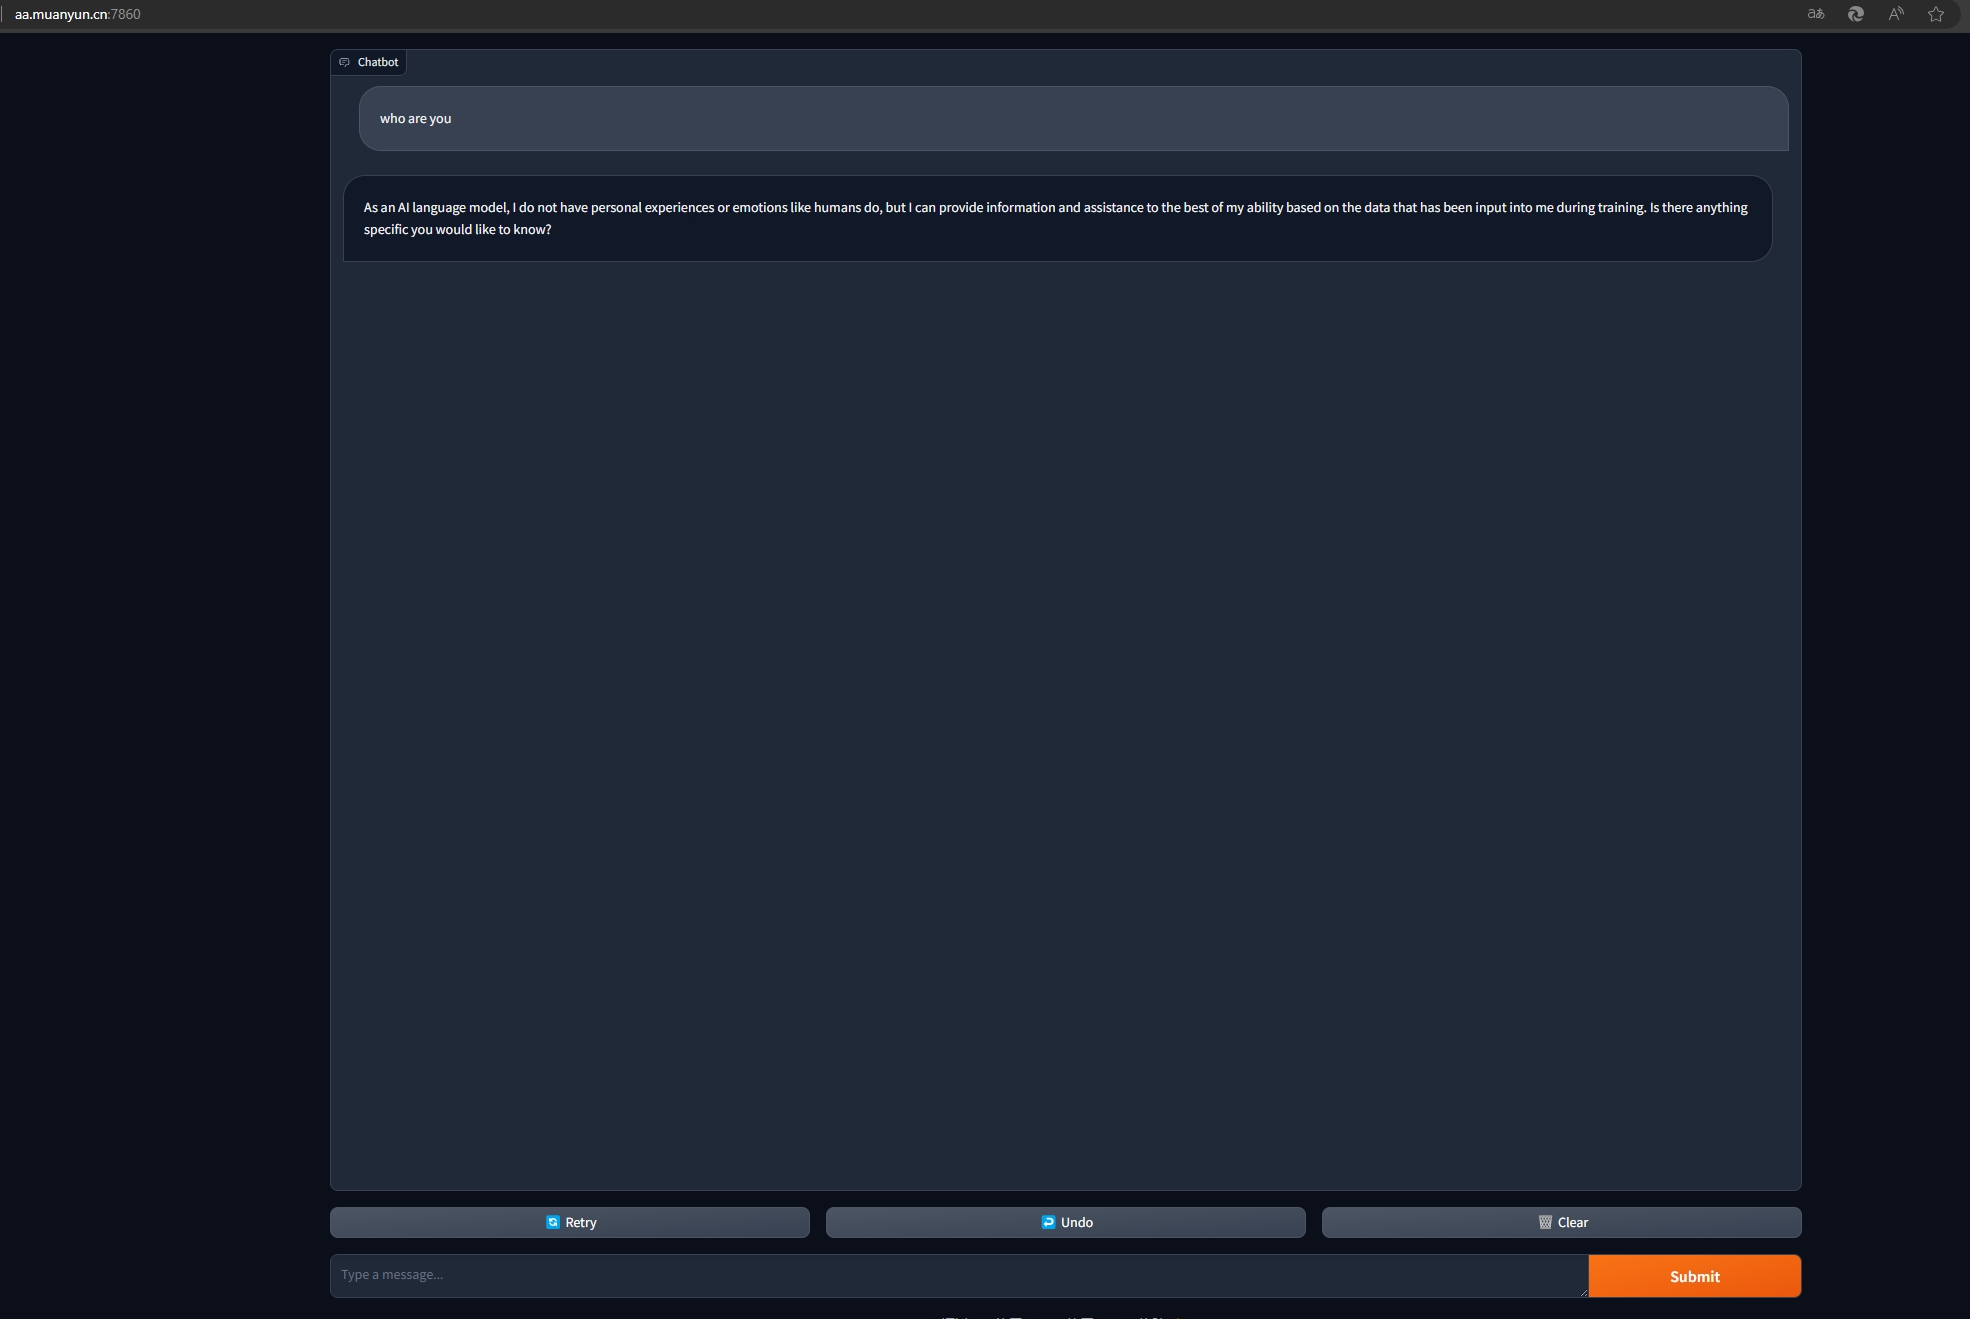 aa.muanyun.cn:7860
Chatbot
who are you
As an AI language model, I do not have personal experiences or emotions like humans do, but I can provide information and assistance to the best of my ability based on the data that has been input into me during training. Is there anything
specific you would like to know?
Retry
Undo
Clear
Type a message...
Submit